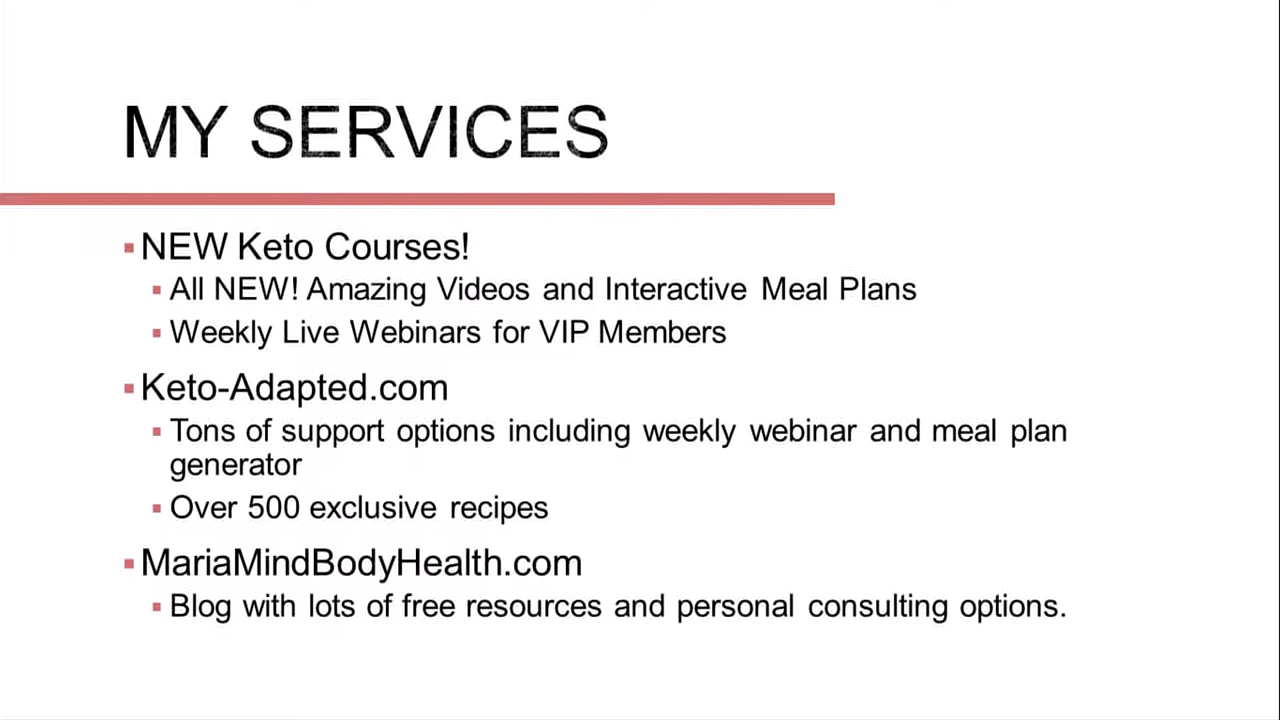 MY SERVICES
NEW Keto Courses!
All NEW! Amazing Videos and Interactive Meal Plans
Weekly Live Webinars for VIP Members
Keto-Adapted.com
Tons of support options including weekly webinar and meal plan
generator
Over 500 exclusive recipes
MariaMindBodyHealth.com
Blog with lots of free resources and personal consulting options.